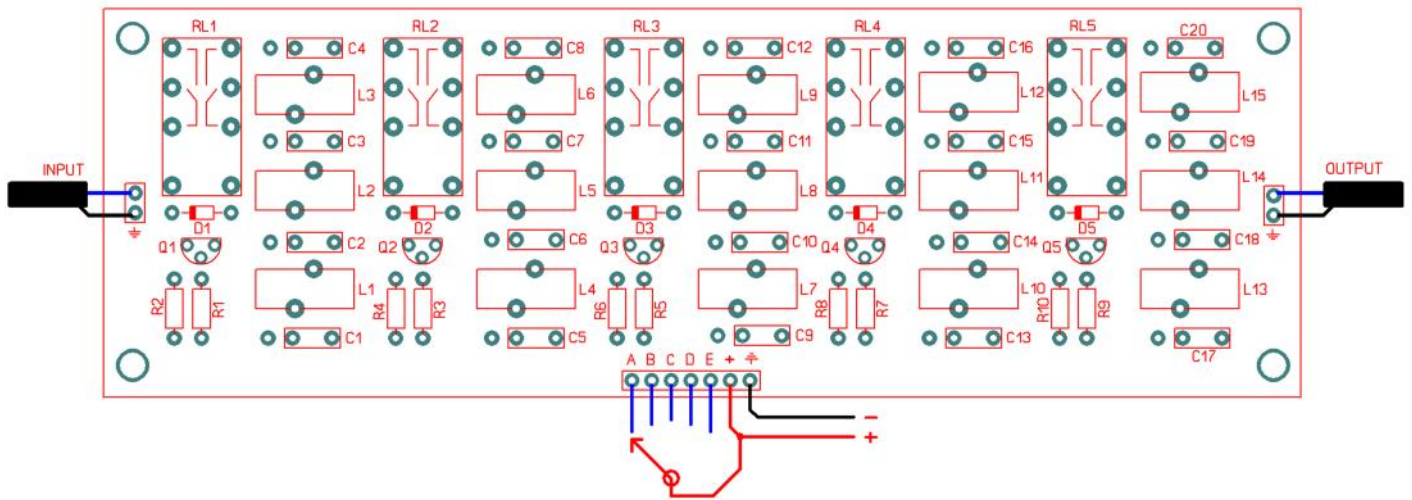 RL1 RL2 RL3 RL4 RL5 C20
C4 C8 C12 C16
L3 L6 L9 L12 L15
C3 C7 C11 C15 C19
INPUT OUTPUT
L2 L5 L8 L11 L14
D1 D2 D3 D4 D5
Q1 C2 Q2 C6 Q3 C10 Q4 C14 Q5 C18
R2 R1 L1 R4 R3 L4 R6 R5 L7 R8 R7 L10 R10 R9 L13
C1 C5 C9 C13 C17
A B C D E +
−
+